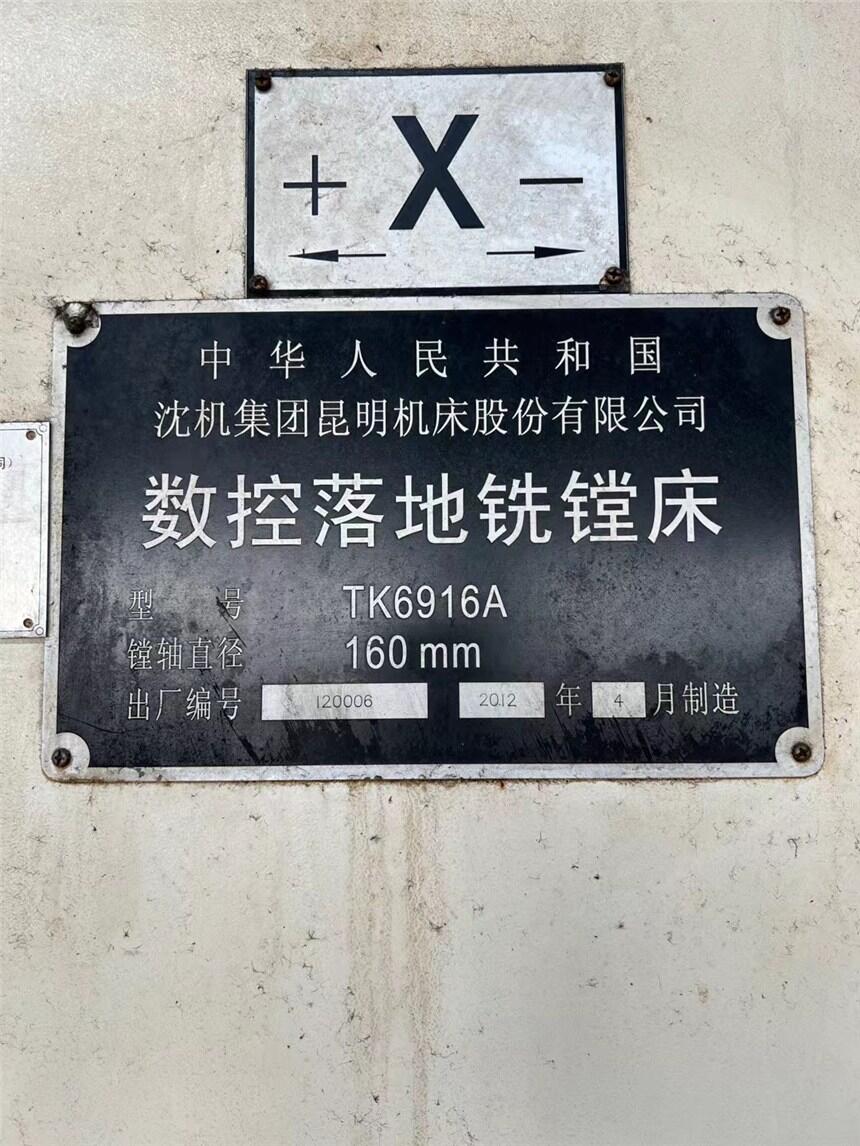 + X −
中华人民共和国
沈机集团昆明机床股份有限公司
数控落地铣镗床
型号 TK6916A
镗轴直径 160 mm
出厂编号 120006 2012 年 4 月制造